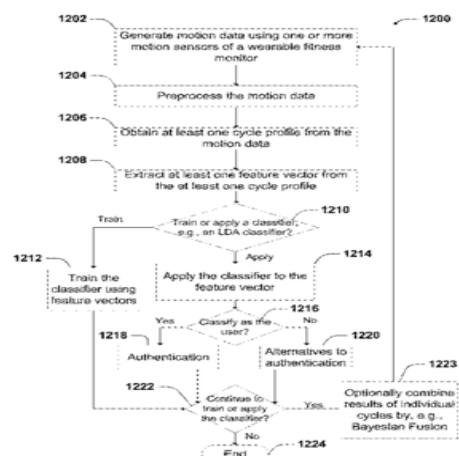 1202
1200
Generate motion data using one or more
motion sensors of a wearable fitness
monitor
1204
Preprocess the motion data
1206
Obtain at least one cycle profile from the
motion data
1208
Extract at least one feature vector from
the at least one cycle profile
1210
Train
Train or apply a classifier,
e.g., an LDA classifier?
1212
Apply
1214
Train the
classifier using
feature vectors
Apply the classifier to the
feature vector
1216
Yes
Classify as the
user?
No
1218
1220
Authentication
Alternatives to
authentication
1223
1222
Continue to
train or apply
the classifier?
Yes
Optionally combine
results of individual
cycles by, e.g.,
Bayesian Fusion
No
1224
End